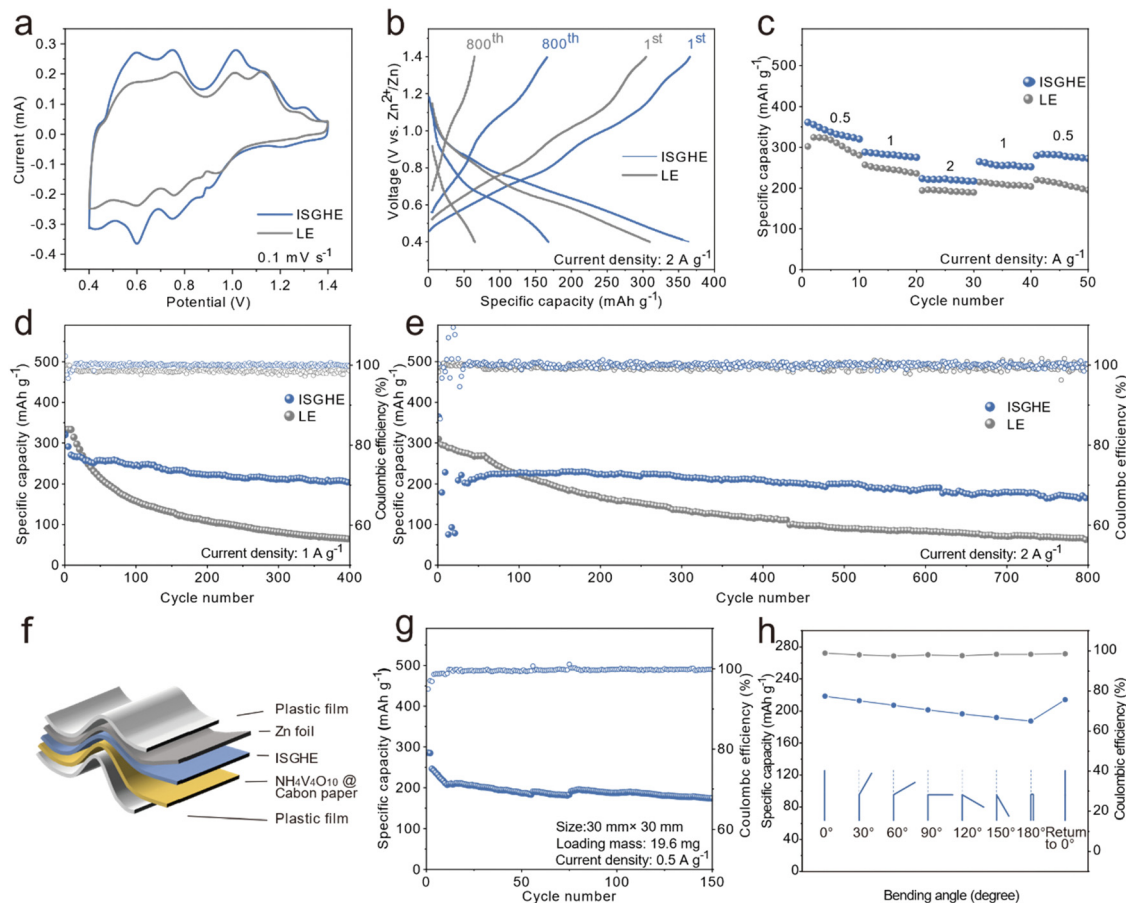 a
0.3
0.2
0.1
0.0
-0.1
-0.2
-0.3
-0.4
Current (mA)
ISGHE
LE
0.1 mV s-1
0.4 0.6 0.8 1.0 1.2 1.4
Potential (V)
b
1.8
1.6
1.4
1.2
1.0
0.8
0.6
0.4
Voltage (V vs. Zn2+/Zn)
800th 800th 1st 1st
ISGHE
LE
Current density: 2 A g-1
0 50 100 150 200 250 300 350 400
Specific capacity (mAh g-1)
c
500
400
300
200
100
0
Specific capacity (mAh g-1)
ISGHE
LE
0.5
1
2
1
0.5
Current density: A g-1
0 10 20 30 40 50
Cycle number
d
500
400
300
200
100
0
Specific capacity (mAh g-1)
ISGHE
LE
Current density: 1 A g-1
100
80
60
Coulombic efficiency (%)
0 100 200 300 400
Cycle number
e
500
400
300
200
100
0
Specific capacity (mAh g-1)
ISGHE
LE
Current density: 2 A g-1
100
80
60
Coulombc efficiency (%)
0 100 200 300 400 500 600 700 800
Cycle number
f
Plastic film
Zn foil
ISGHE
NH4V4O10 @
Cabon paper
Plastic film
g
500
400
300
200
100
0
Specific capacity (mAh g-1)
Size:30 mm× 30 mm
Loading mass: 19.6 mg
Current density: 0.5 A g-1
100
80
60
Coulombic efficiency (%)
0 50 100 150
Cycle number
h
280
240
200
160
120
80
40
0
Specific capacity (mAh g-1)
0° 30° 60° 90° 120° 150° 180° Return
to 0°
100
80
60
40
20
0
Coulombic efficiency (%)
Bending angle (degree)